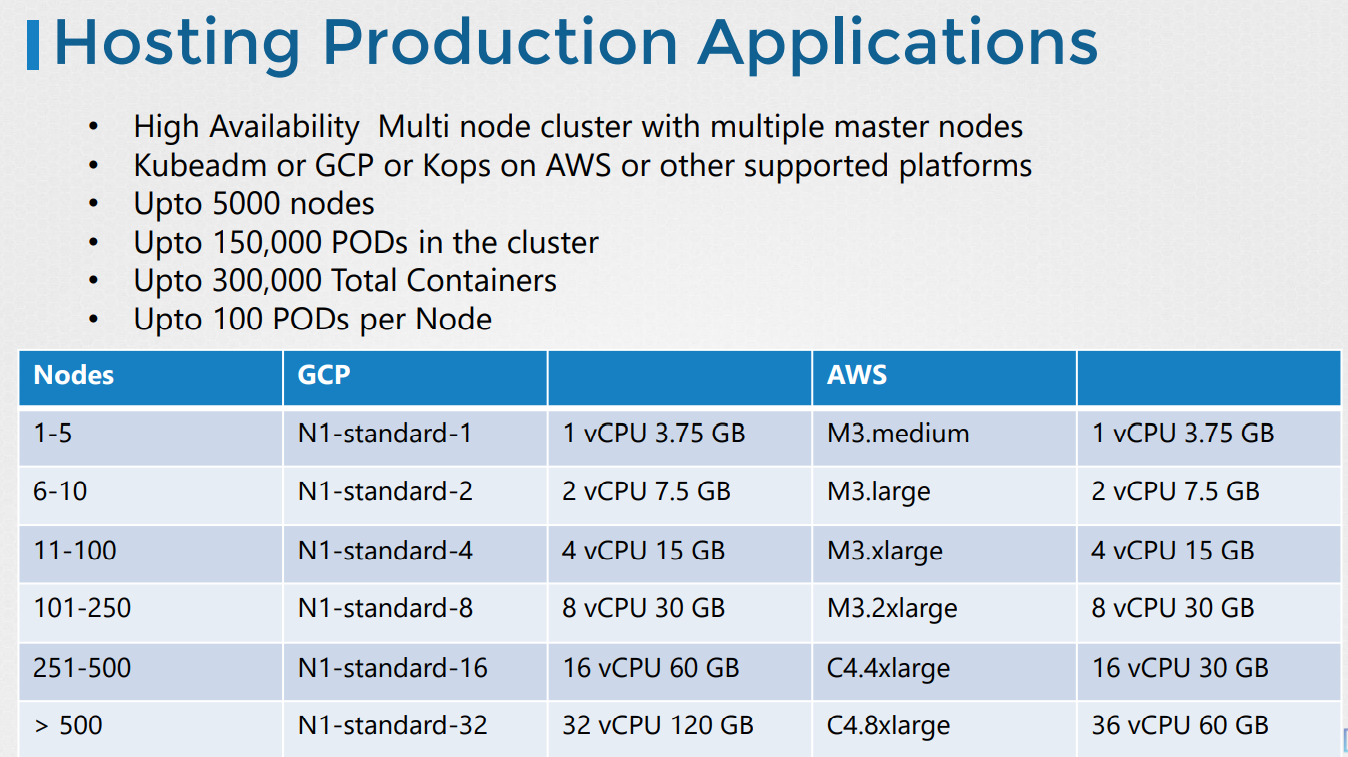 Hosting Production Applications
• High Availability  Multi node cluster with multiple master nodes
• Kubeadm or GCP or Kops on AWS or other supported platforms
• Upto 5000 nodes
• Upto 150,000 PODs in the cluster
• Upto 300,000 Total Containers
• Upto 100 PODs per Node
Nodes GCP AWS
1-5 N1-standard-1 1 vCPU 3.75 GB M3.medium 1 vCPU 3.75 GB
6-10 N1-standard-2 2 vCPU 7.5 GB M3.large 2 vCPU 7.5 GB
11-100 N1-standard-4 4 vCPU 15 GB M3.xlarge 4 vCPU 15 GB
101-250 N1-standard-8 8 vCPU 30 GB M3.2xlarge 8 vCPU 30 GB
251-500 N1-standard-16 16 vCPU 60 GB C4.4xlarge 16 vCPU 30 GB
> 500 N1-standard-32 32 vCPU 120 GB C4.8xlarge 36 vCPU 60 GB